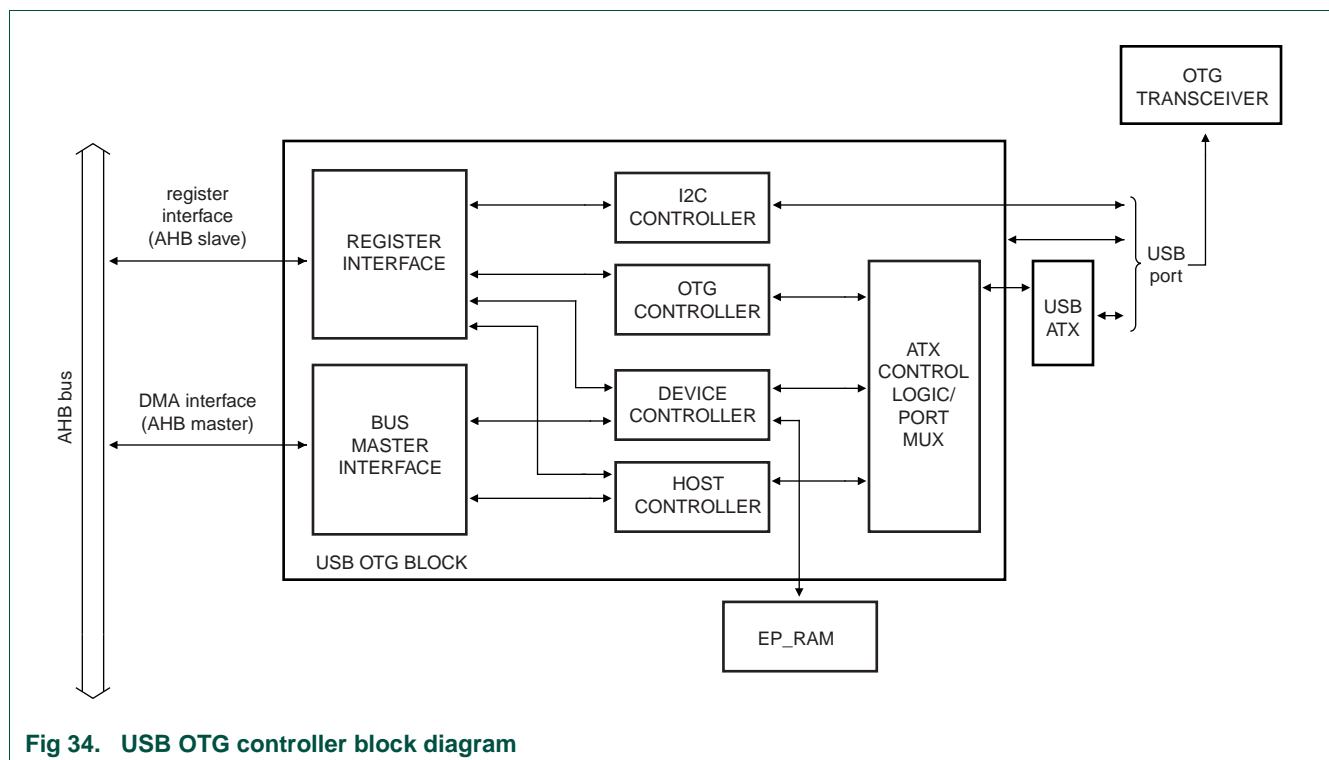 OTG
TRANSCEIVER
AHB bus
register
interface
(AHB slave)
DMA interface
(AHB master)
REGISTER
INTERFACE
BUS
MASTER
INTERFACE
I2C
CONTROLLER
OTG
CONTROLLER
DEVICE
CONTROLLER
HOST
CONTROLLER
ATX
CONTROL
LOGIC/
PORT
MUX
USB
ATX
USB
port
USB OTG BLOCK
EP_RAM
Fig 34. USB OTG controller block diagram